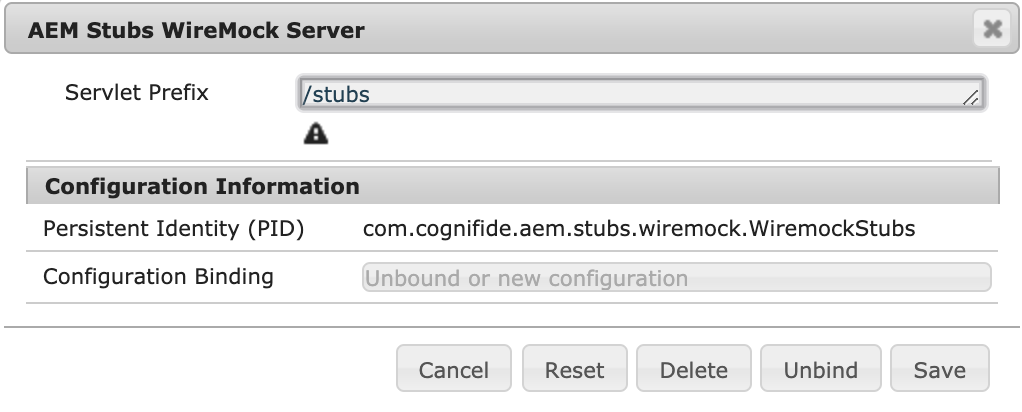 AEM Stubs WireMock Server
Servlet Prefix /stubs
Configuration Information
Persistent Identity (PID) com.cognifide.aem.stubs.wiremock.WiremockStubs
Configuration Binding Unbound or new configuration
Cancel Reset Delete Unbind Save